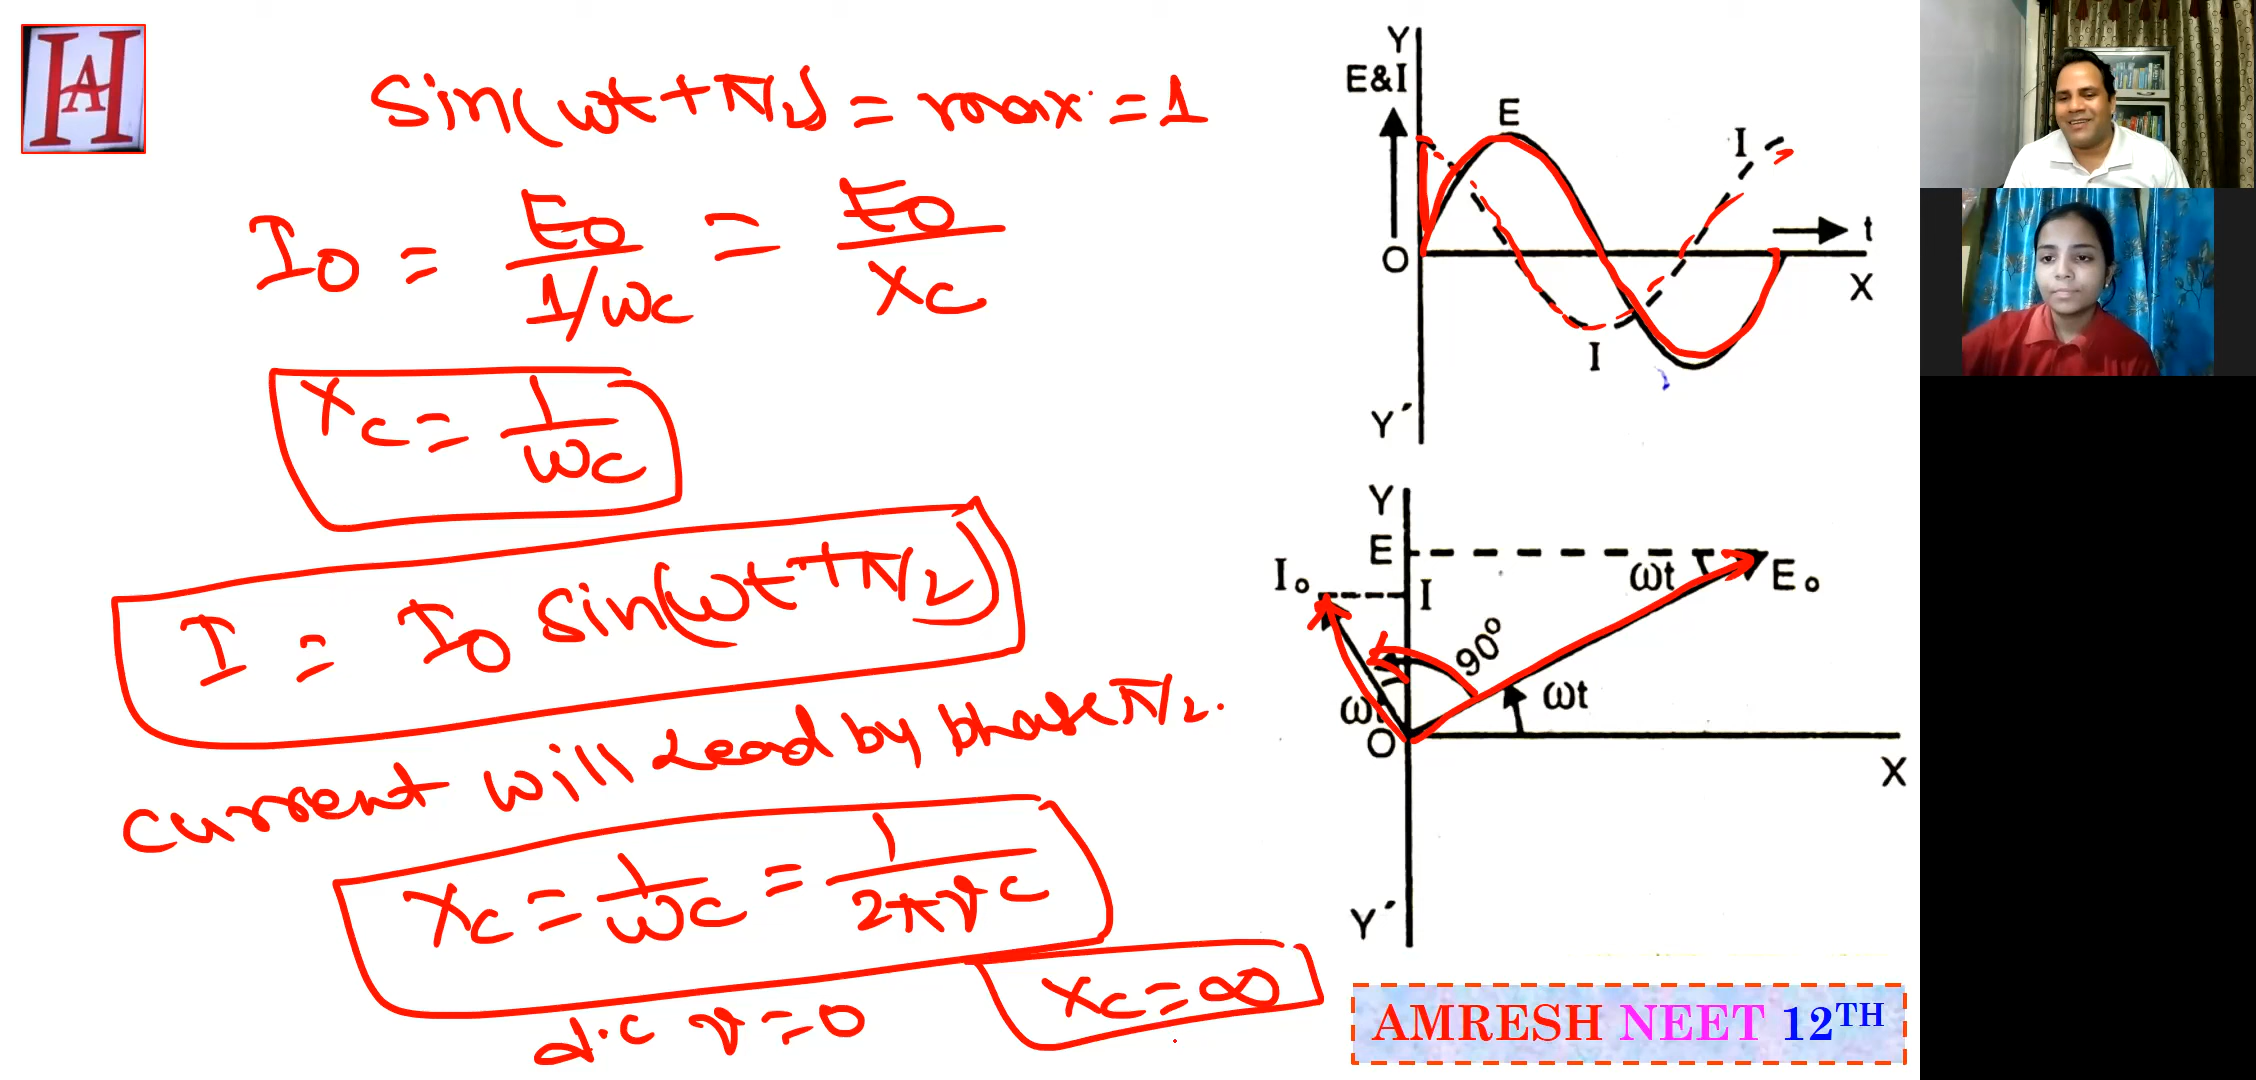 HA
Sin(ωt+π/2) = max = 1
I0 = E0/1/ωc = E0/Xc
Xc = 1/ωc
I = I0 Sin(ωt+π/2)
current will Lead by phase π/2.
Xc = 1/ωc = 1/2πνc
d.c ν=0
Xc=∞
Y
E&I
E
I
t
O
X
I
Y´
Y
E
I₀
I
ωt
E₀
90°
ωt
ωt
O
X
Y´
AMRESH NEET 12TH